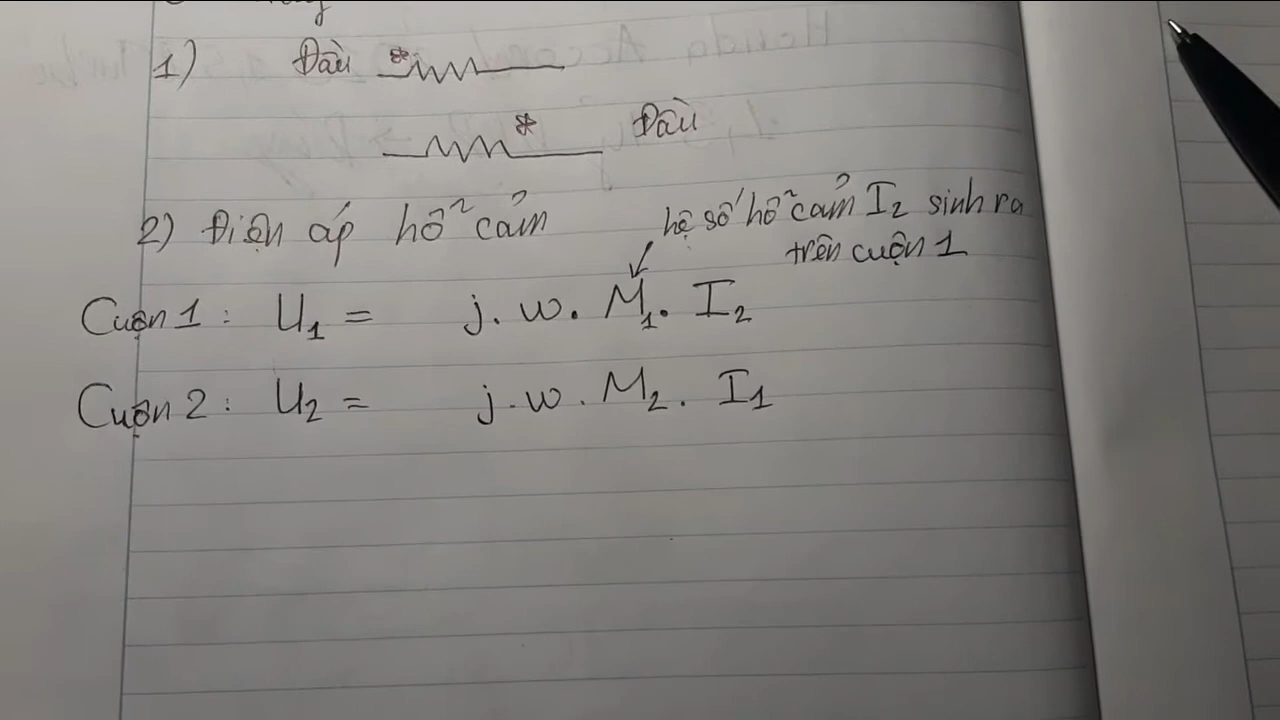 1) Đầu *
* Đầu
2) Điện áp hỗ cảm
hệ số hỗ cảm I2 sinh ra
trên cuộn 1
Cuộn 1 : U1 = j. w. M1. I2
Cuộn 2 : U2 = j. w. M2. I1